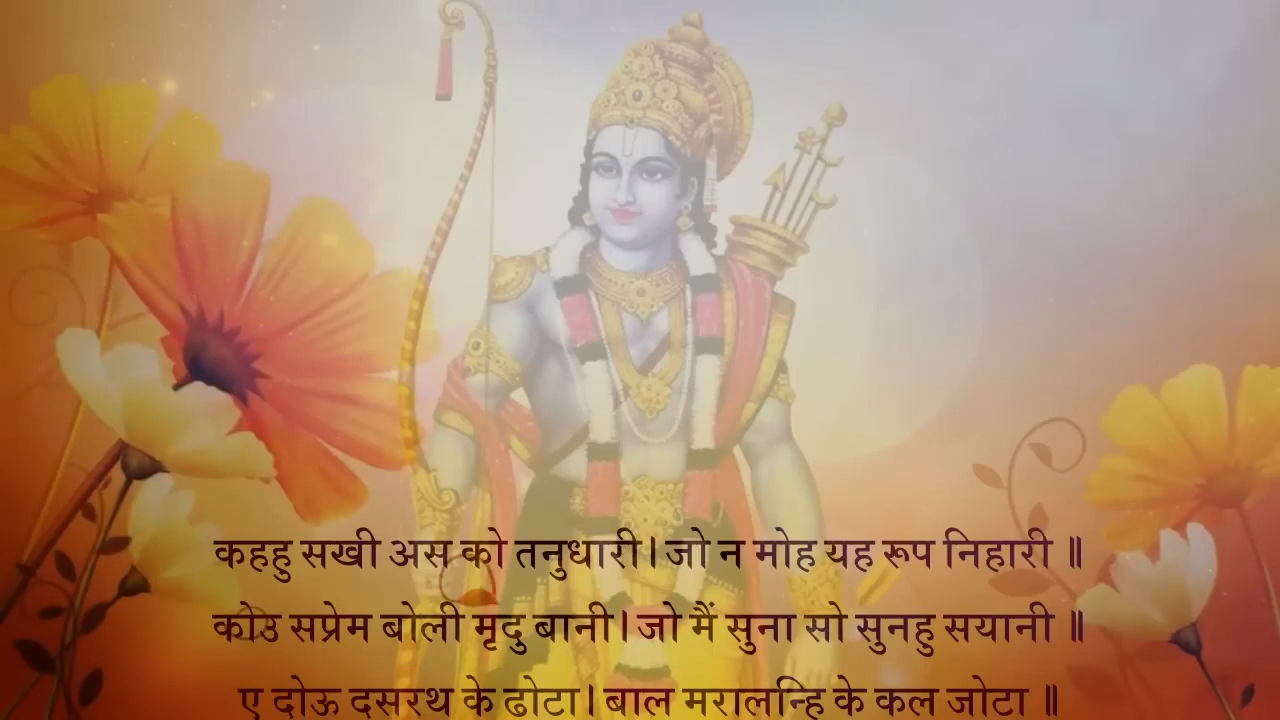 कहहु सखी अस को तनुधारी। जो न मोह यह रूप निहारी ॥
कोउ सप्रेम बोली मृदु बानी। जो मैं सुना सो सुनहु सयानी ॥
ए दोऊ दसरथ के ढोटा। बाल मरालन्हि के कल जोटा ॥